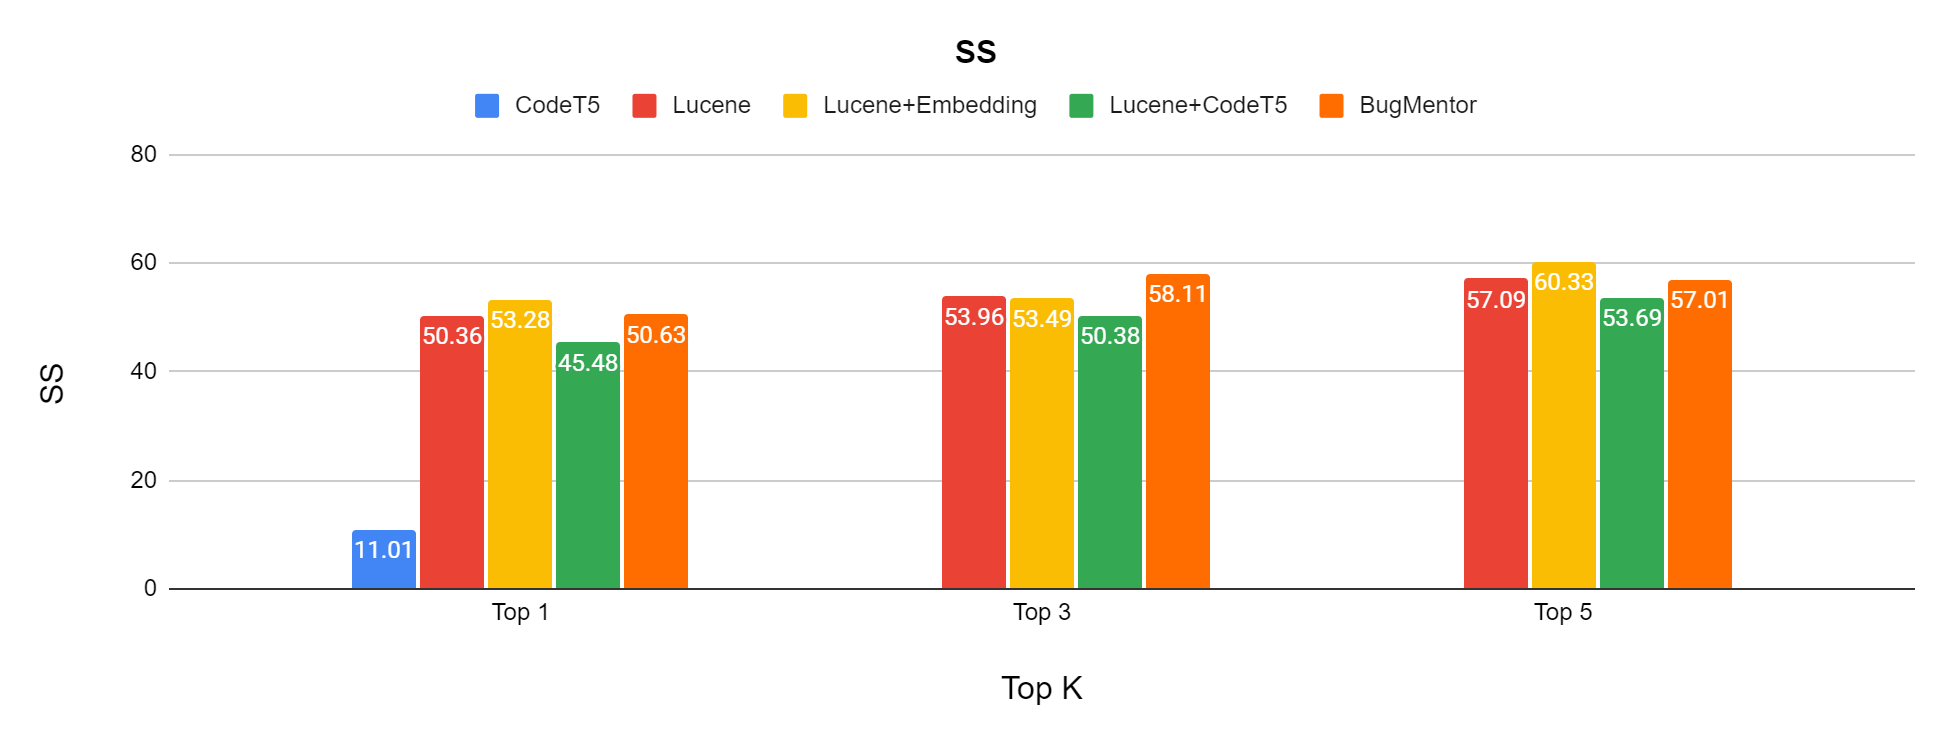 SS
CodeT5 Lucene Lucene+Embedding Lucene+CodeT5 BugMentor
80
60
40
20
0
SS
11.01 50.36 53.28 45.48 50.63
53.96 53.49 50.38 58.11
57.09 60.33 53.69 57.01
Top 1 Top 3 Top 5
Top K